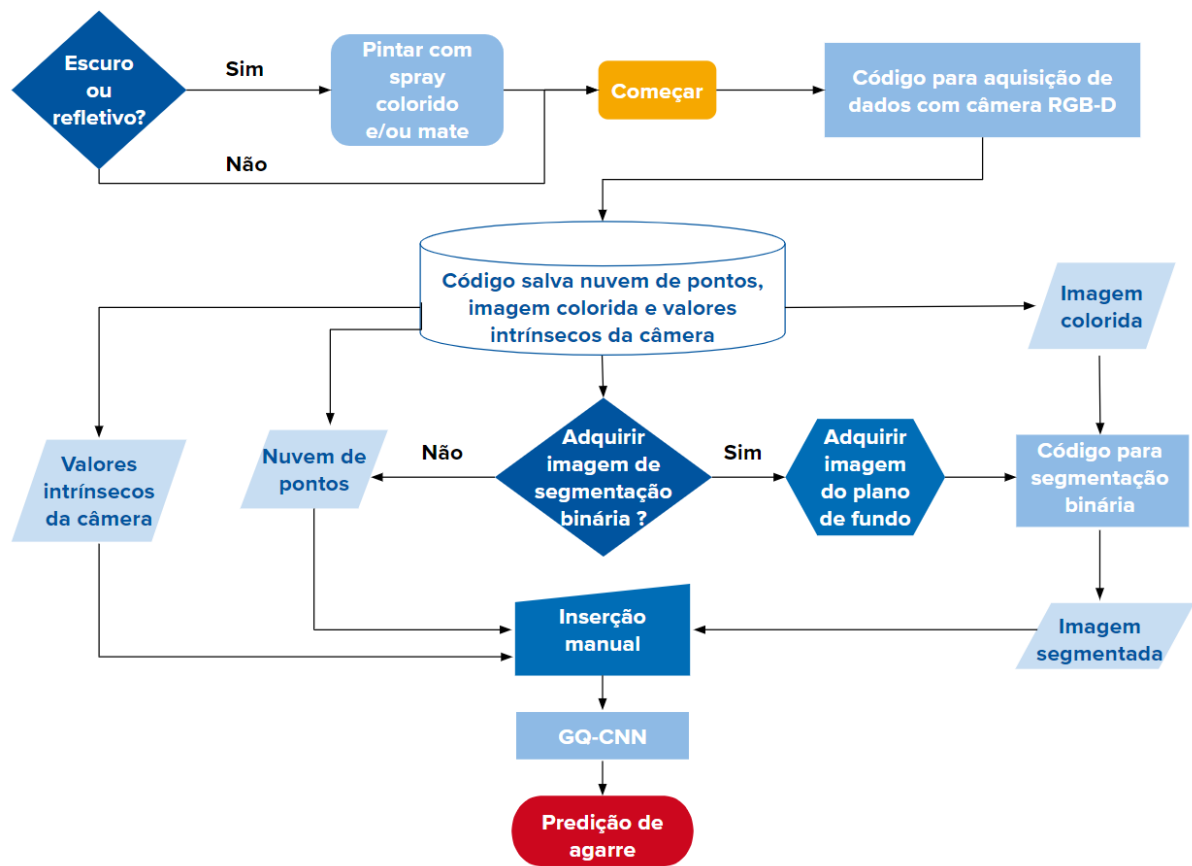 Escuro
ou
refletivo?
Sim
Não
Pintar com
spray
colorido
e/ou mate
Começar
Código para aquisição de
dados com câmera RGB-D
Código salva nuvem de pontos,
imagem colorida e valores
intrínsecos da câmera
Imagem
colorida
Valores
intrínsecos
da câmera
Nuvem de
pontos
Não
Adquirir
imagem de
segmentação
binária ?
Sim
Adquirir
imagem
do plano
de fundo
Código para
segmentação
binária
Inserção
manual
Imagem
segmentada
GQ-CNN
Predição de
agarre